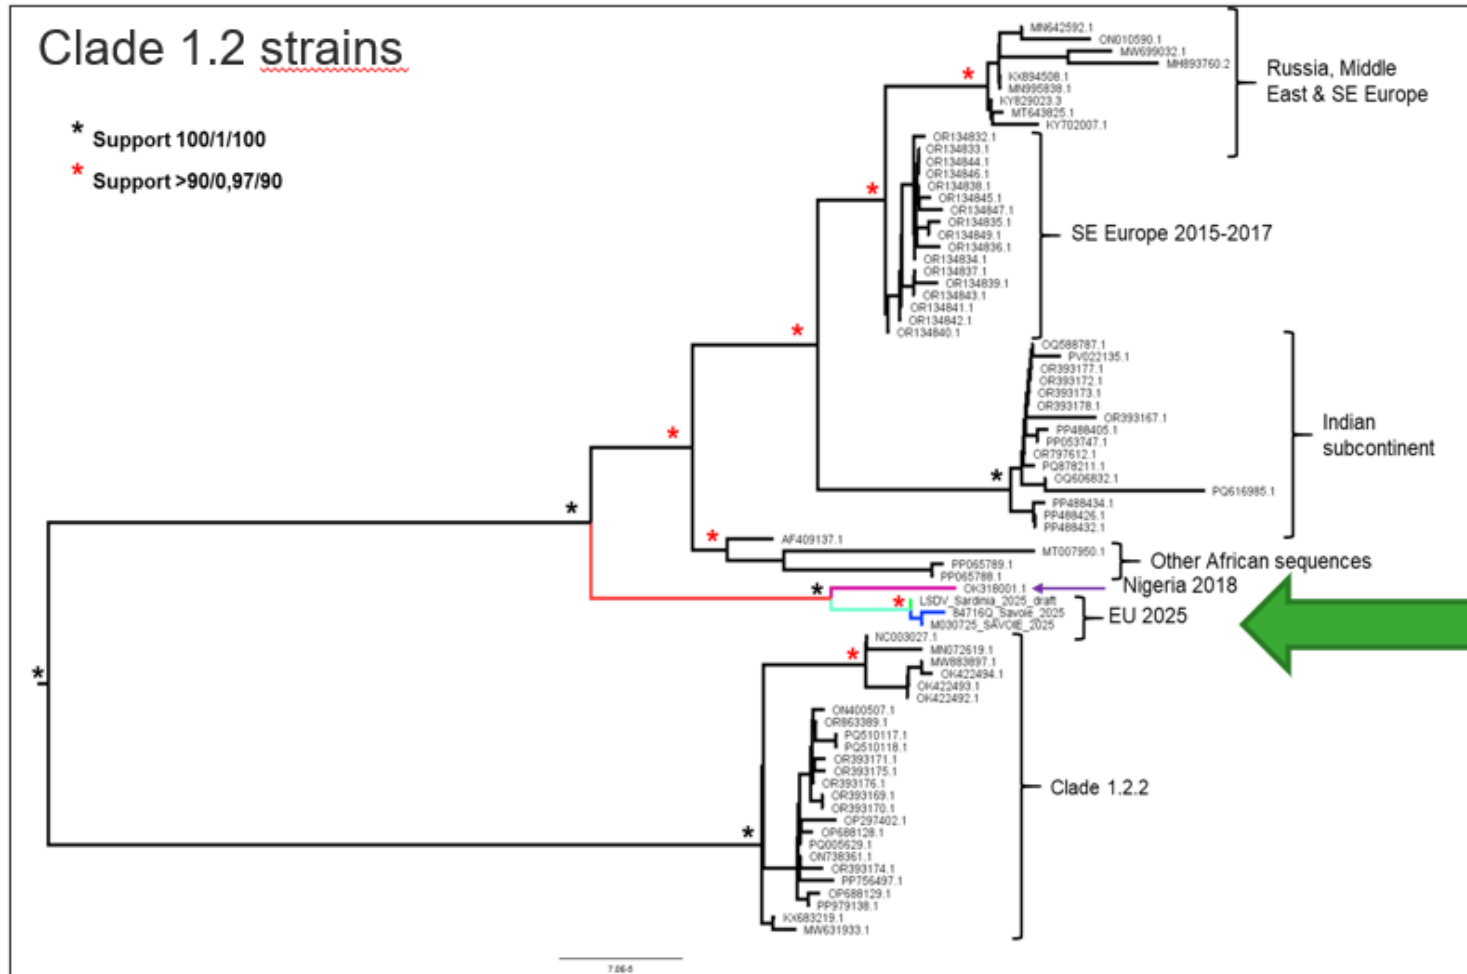 Clade 1.2 strains
* Support 100/1/100
* Support >90/0,97/90
MN642592.1
ON010590.1
MW699032.1
MH893760.2
KX894508.1
MN995838.1
KY829023.3
MT643825.1
KY702007.1
Russia, Middle
East & SE Europe
OR134832.1
OR134833.1
OR134844.1
OR134846.1
OR134838.1
OR134845.1
OR134847.1
OR134835.1
OR134849.1
OR134836.1
OR134834.1
OR134837.1
OR134839.1
OR134843.1
OR134841.1
OR134842.1
OR134840.1
SE Europe 2015-2017
OQ588787.1
PV022135.1
OR393177.1
OR393172.1
OR393173.1
OR393178.1
OR393167.1
PP488405.1
PP053747.1
OR797612.1
PQ878211.1
OQ606832.1
PQ616985.1
PP488434.1
PP488426.1
PP488432.1
Indian
subcontinent
AF409137.1
MT007950.1
PP065789.1
PP065788.1
Other African sequences
OK318001.1
Nigeria 2018
LSDV_Sardinia_2025_draft
84716Q_Savoie_2025
M030725_SAVOIE_2025
EU 2025
NC003027.1
MN072619.1
MW883897.1
OK422494.1
OK422493.1
OK422492.1
ON400507.1
OR863389.1
PQ510117.1
PQ510118.1
OR393171.1
OR393175.1
OR393176.1
OR393169.1
OR393170.1
OP297402.1
OP688128.1
PQ005629.1
ON738361.1
OR393174.1
PP756497.1
OP688129.1
PP979138.1
KX683219.1
MW631933.1
Clade 1.2.2
7.0E-5